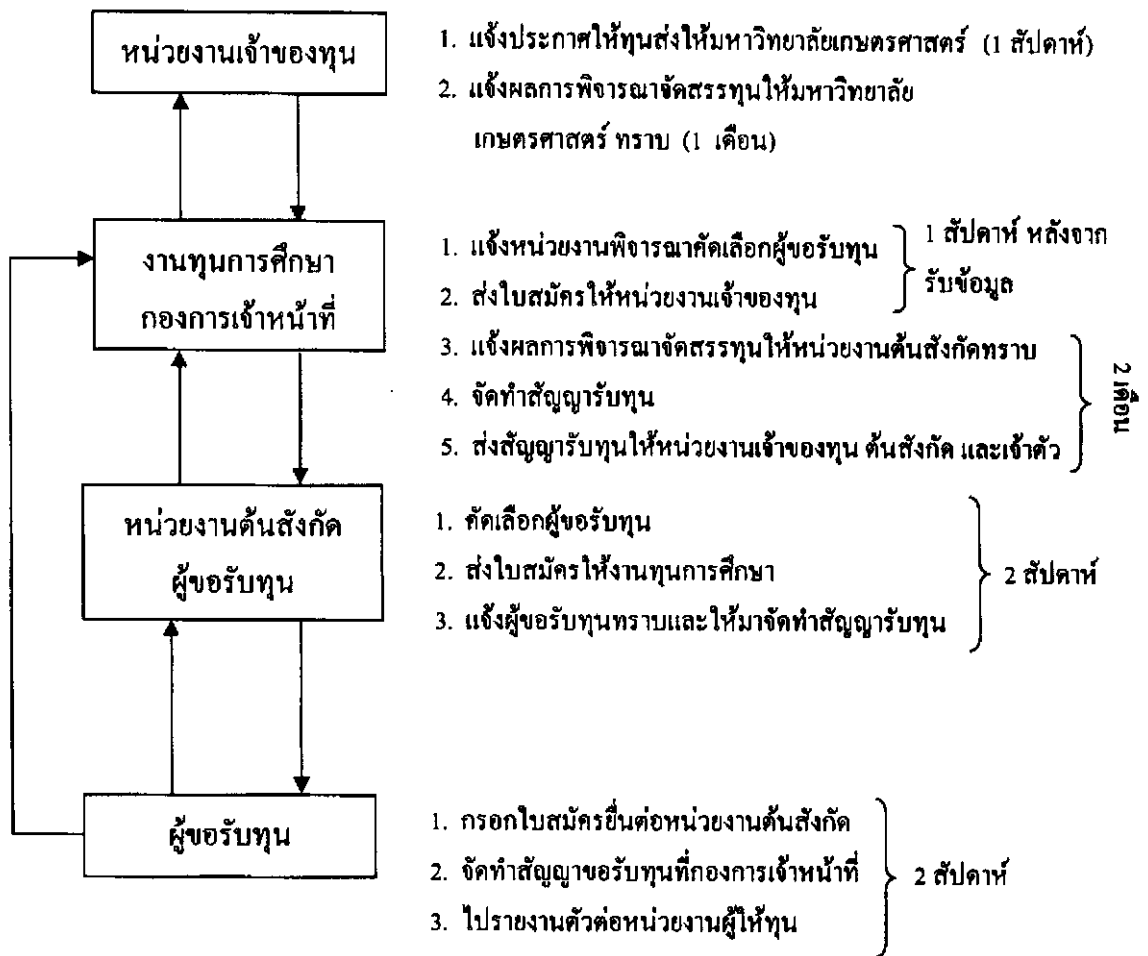 หน่วยงานเจ้าของทุน
1. แจ้งประกาศให้ทุนส่งให้มหาวิทยาลัยเกษตรศาสตร์ (1 สัปดาห์)
2. แจ้งผลการพิจารณาจัดสรรทุนให้มหาวิทยาลัย
เกษตรศาสตร์ ทราบ (1 เดือน)
งานทุนการศึกษา
กองการเจ้าหน้าที่
1. แจ้งหน่วยงานพิจารณาคัดเลือกผู้ขอรับทุน
2. ส่งใบสมัครให้หน่วยงานเจ้าของทุน
1 สัปดาห์ หลังจาก
รับข้อมูล
3. แจ้งผลการพิจารณาจัดสรรทุนให้หน่วยงานต้นสังกัดทราบ
4. จัดทำสัญญารับทุน
5. ส่งสัญญารับทุนให้หน่วยงานเจ้าของทุน ต้นสังกัด และเจ้าตัว
2 เดือน
หน่วยงานต้นสังกัด
ผู้ขอรับทุน
1. คัดเลือกผู้ขอรับทุน
2. ส่งใบสมัครให้งานทุนการศึกษา
3. แจ้งผู้ขอรับทุนทราบและให้มาจัดทำสัญญารับทุน
2 สัปดาห์
ผู้ขอรับทุน
1. กรอกใบสมัครยื่นต่อหน่วยงานต้นสังกัด
2. จัดทำสัญญาขอรับทุนที่กองการเจ้าหน้าที่
3. ไปรายงานตัวต่อหน่วยงานผู้ให้ทุน
2 สัปดาห์